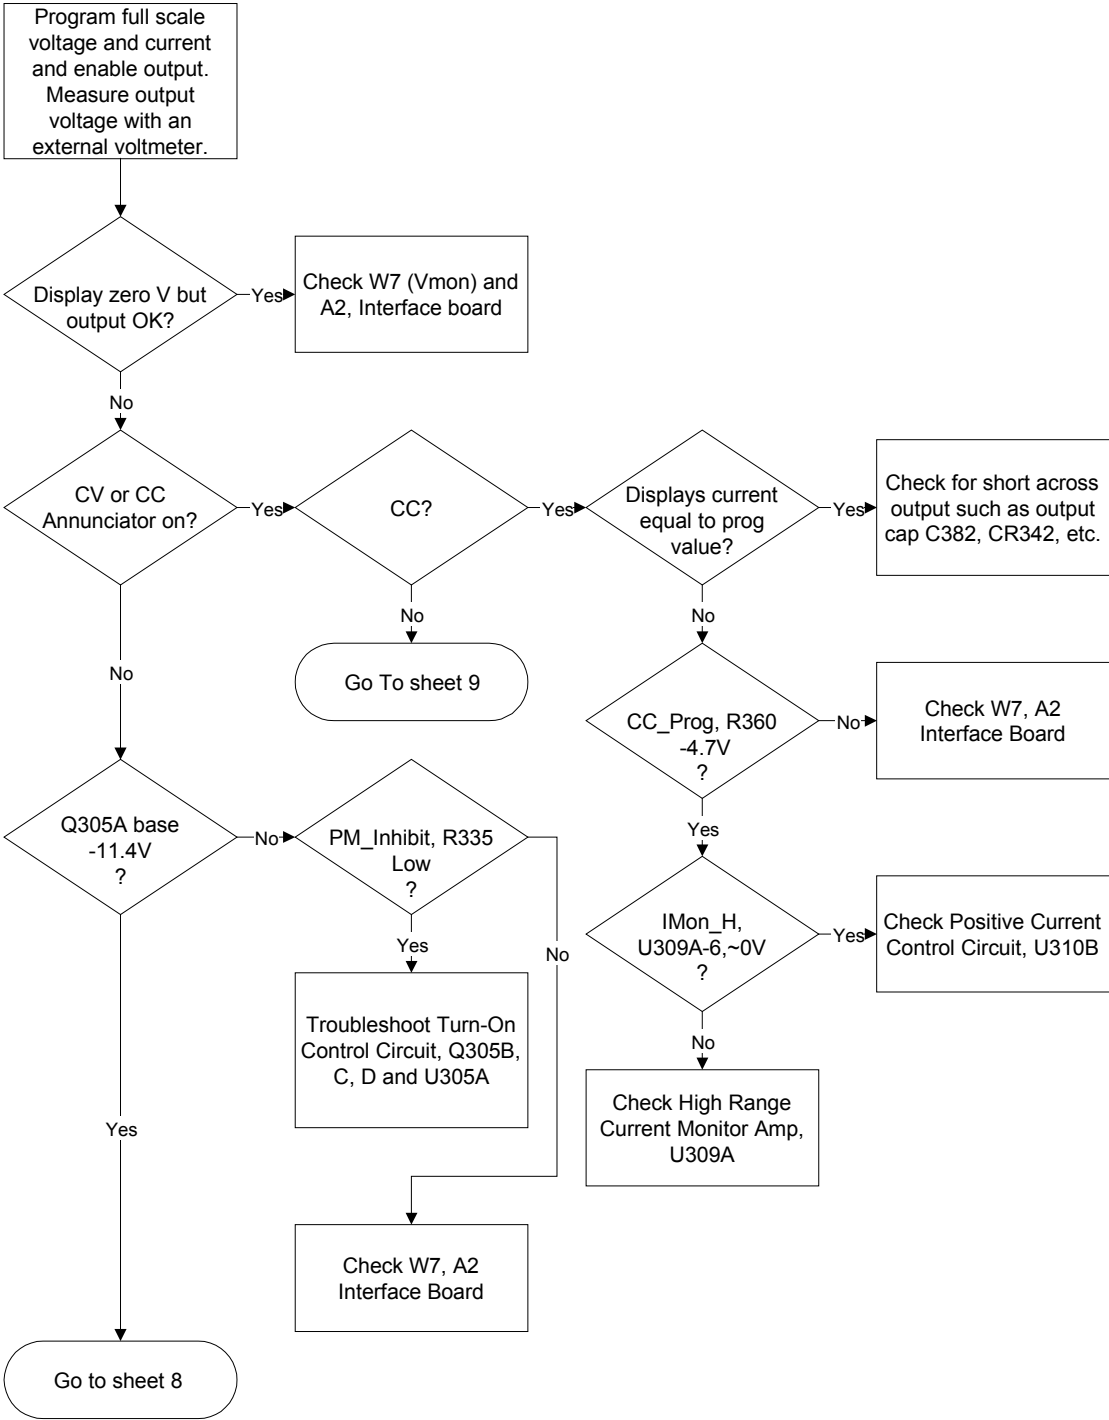 Program full scale
voltage and current
and enable output.
Measure output
voltage with an
external voltmeter.
Display zero V but
output OK?
Yes
Check W7 (Vmon) and
A2, Interface board
No
CV or CC
Annunciator on?
Yes
CC?
Yes
Displays current
equal to prog
value?
Yes
Check for short across
output such as output
cap C382, CR342, etc.
No
No
No
Go To sheet 9
CC_Prog, R360
-4.7V
?
No
Check W7, A2
Interface Board
Yes
Q305A base
-11.4V
?
No
PM_Inhibit, R335
Low
?
Yes
No
IMon_H,
U309A-6,~0V
?
Yes
Check Positive Current
Control Circuit, U310B
No
Troubleshoot Turn-On
Control Circuit, Q305B,
C, D and U305A
Check High Range
Current Monitor Amp,
U309A
Yes
Check W7, A2
Interface Board
Go to sheet 8